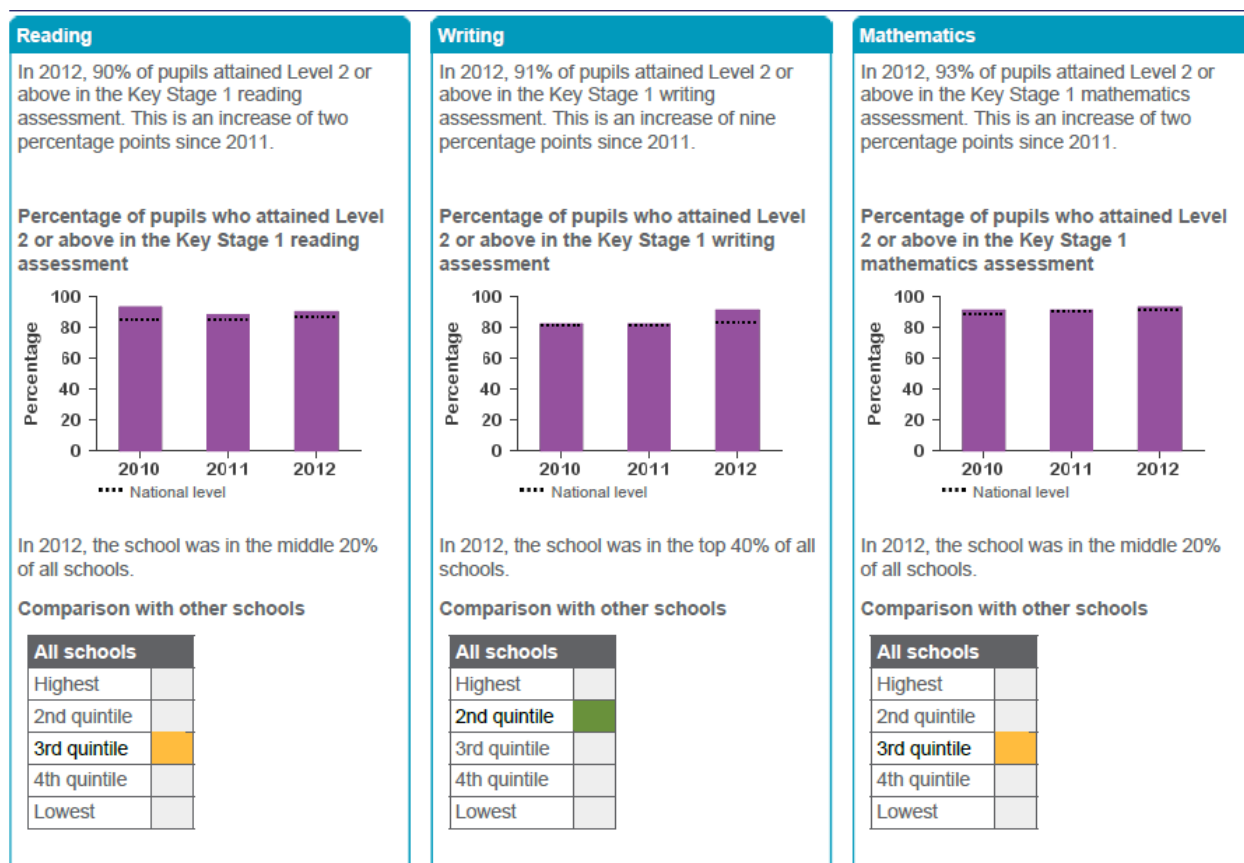 Reading
In 2012, 90% of pupils attained Level 2 or
above in the Key Stage 1 reading
assessment. This is an increase of two
percentage points since 2011.
Percentage of pupils who attained Level
2 or above in the Key Stage 1 reading
assessment
100
80
60
40
20
0
Percentage
2010 2011 2012
National level
In 2012, the school was in the middle 20%
of all schools.
Comparison with other schools
All schools
Highest
2nd quintile
3rd quintile
4th quintile
Lowest
Writing
In 2012, 91% of pupils attained Level 2 or
above in the Key Stage 1 writing
assessment. This is an increase of nine
percentage points since 2011.
Percentage of pupils who attained Level
2 or above in the Key Stage 1 writing
assessment
100
80
60
40
20
0
Percentage
2010 2011 2012
National level
In 2012, the school was in the top 40% of all
schools.
Comparison with other schools
All schools
Highest
2nd quintile
3rd quintile
4th quintile
Lowest
Mathematics
In 2012, 93% of pupils attained Level 2 or
above in the Key Stage 1 mathematics
assessment. This is an increase of two
percentage points since 2011.
Percentage of pupils who attained Level
2 or above in the Key Stage 1
mathematics assessment
100
80
60
40
20
0
Percentage
2010 2011 2012
National level
In 2012, the school was in the middle 20%
of all schools.
Comparison with other schools
All schools
Highest
2nd quintile
3rd quintile
4th quintile
Lowest